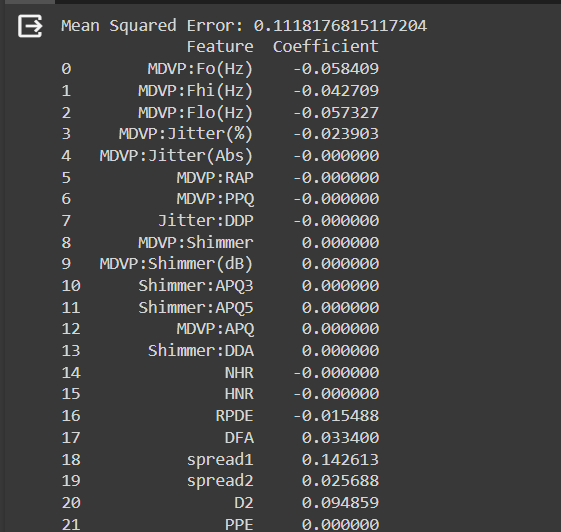 Mean Squared Error: 0.1118176815117204
Feature Coefficient
0 MDVP:Fo(Hz) -0.058409
1 MDVP:Fhi(Hz) -0.042709
2 MDVP:Flo(Hz) -0.057327
3 MDVP:Jitter(%) -0.023903
4 MDVP:Jitter(Abs) -0.000000
5 MDVP:RAP -0.000000
6 MDVP:PPQ -0.000000
7 Jitter:DDP -0.000000
8 MDVP:Shimmer 0.000000
9 MDVP:Shimmer(dB) 0.000000
10 Shimmer:APQ3 0.000000
11 Shimmer:APQ5 0.000000
12 MDVP:APQ 0.000000
13 Shimmer:DDA 0.000000
14 NHR -0.000000
15 HNR -0.000000
16 RPDE -0.015488
17 DFA 0.033400
18 spread1 0.142613
19 spread2 0.025688
20 D2 0.094859
21 PPE 0.000000